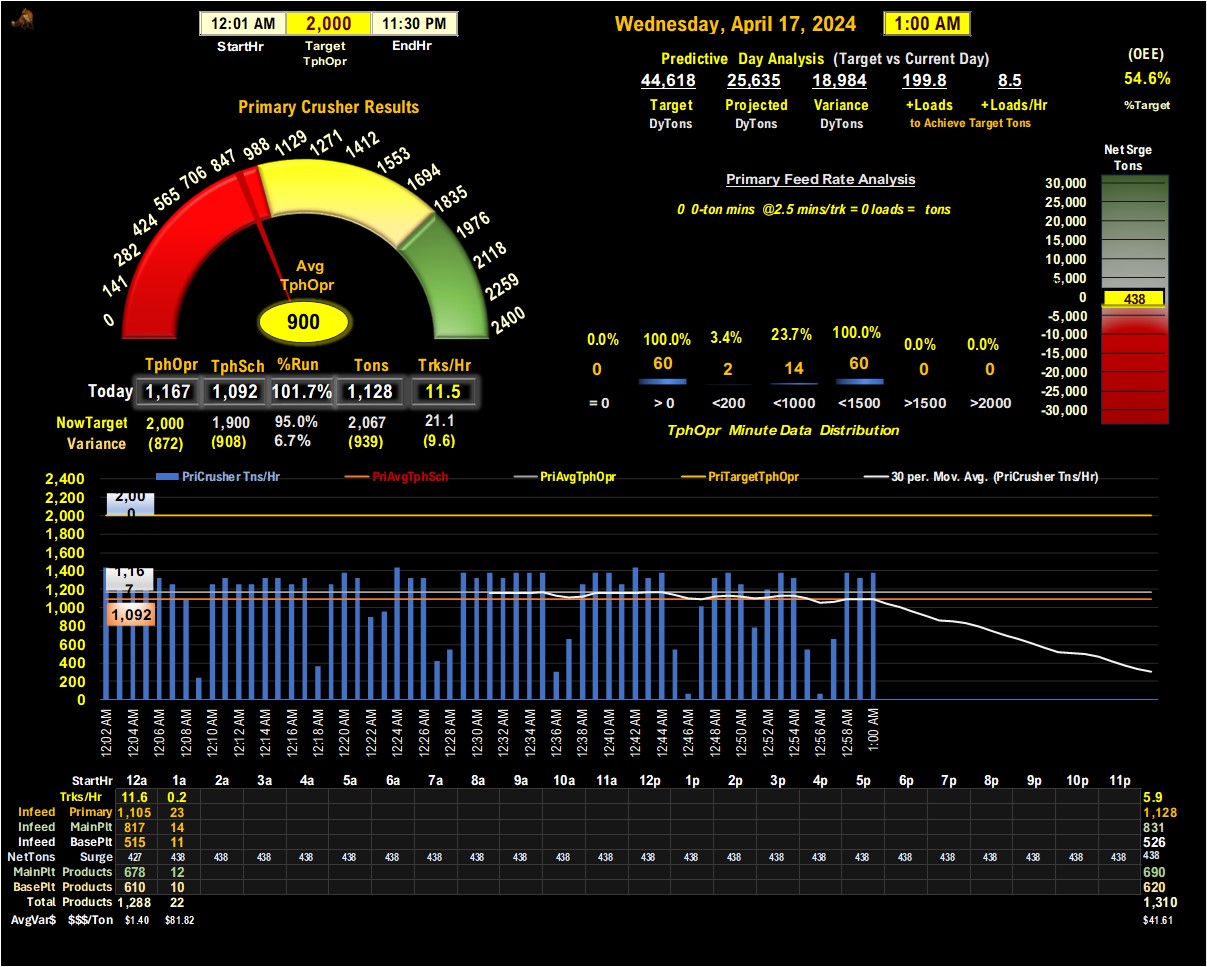 12:01 AM 2,000 11:30 PM
StartHr Target TphOpr EndHr
Wednesday, April 17, 2024 1:00 AM
Predictive Day Analysis (Target vs Current Day)
44,618 25,635 18,984 199.8 8.5
Target Projected Variance +Loads +Loads/Hr
DyTons DyTons DyTons to Achieve Target Tons
(OEE)
54.6%
%Target
Primary Crusher Results
0 141 282 424 565 706 847 988 1129 1271 1412 1553 1694 1835 1976 2118 2259 2400
Avg
TphOpr
900
Primary Feed Rate Analysis
0 0-ton mins @2.5 mins/trk = 0 loads = tons
Net Srge
Tons
30,000
25,000
20,000
15,000
10,000
5,000
0
438
-5,000
-10,000
-15,000
-20,000
-25,000
-30,000
0.0% 100.0% 3.4% 23.7% 100.0% 0.0% 0.0%
0 60 2 14 60 0 0
= 0 > 0 <200 <1000 <1500 >1500 >2000
TphOpr Minute Data Distribution
TphOpr TphSch %Run Tons Trks/Hr
Today 1,167 1,092 101.7% 1,128 11.5
NowTarget 2,000 1,900 95.0% 2,067 21.1
Variance (872) (908) 6.7% (939) (9.6)
PriCrusher Tns/Hr PriAvgTphSch PriAvgTphOpr PriTargetTphOpr 30 per. Mov. Avg. (PriCrusher Tns/Hr)
2,400
2,200
2,000
1,800
1,600
1,400
1,200
1,000
800
600
400
200
0
2,00
0
1,16
7
1,092
12:02 AM 12:04 AM 12:06 AM 12:08 AM 12:10 AM 12:12 AM 12:14 AM 12:16 AM 12:18 AM 12:20 AM 12:22 AM 12:24 AM 12:26 AM 12:28 AM 12:30 AM 12:32 AM 12:34 AM 12:36 AM 12:38 AM 12:40 AM 12:42 AM 12:44 AM 12:46 AM 12:48 AM 12:50 AM 12:52 AM 12:54 AM 12:56 AM 12:58 AM 1:00 AM
StartHr 12a 1a 2a 3a 4a 5a 6a 7a 8a 9a 10a 11a 12p 1p 2p 3p 4p 5p 6p 7p 8p 9p 10p 11p
Trks/Hr 11.6 0.2 5.9
Infeed Primary 1,105 23 1,128
Infeed MainPlt 817 14 831
Infeed BasePlt 515 11 526
NetTons Surge 427 438 438 438 438 438 438 438 438 438 438 438 438 438 438 438 438 438 438 438 438 438 438 438 438
MainPlt Products 678 12 690
BasePlt Products 610 10 620
Total Products 1,288 22 1,310
AvgVar$ $$$/Ton $1.40 $81.82 $41.61